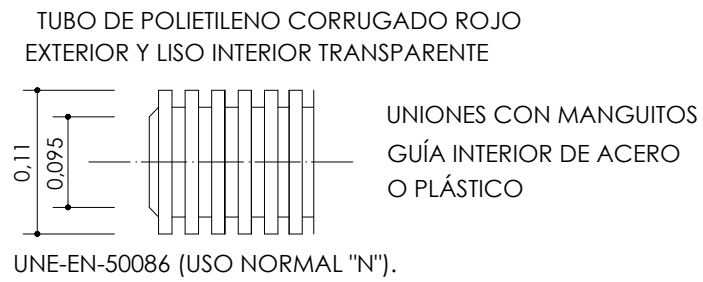 TUBO DE POLIETILENO CORRUGADO ROJO
EXTERIOR Y LISO INTERIOR TRANSPARENTE
0,11
0,095
UNIONES CON MANGUITOS
GUÍA INTERIOR DE ACERO
O PLÁSTICO
UNE-EN-50086 (USO NORMAL "N").